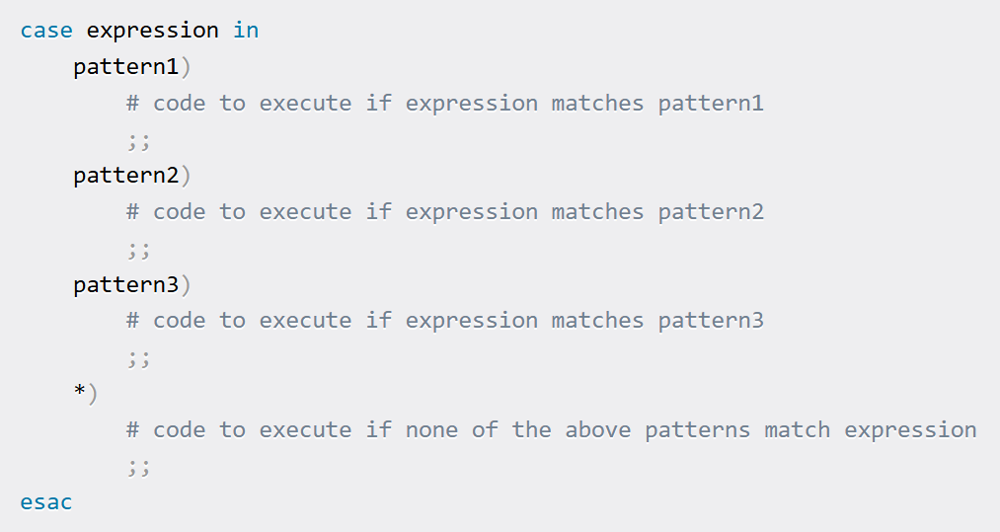 case expression in
    pattern1)
        # code to execute if expression matches pattern1
        ;;
    pattern2)
        # code to execute if expression matches pattern2
        ;;
    pattern3)
        # code to execute if expression matches pattern3
        ;;
    *)
        # code to execute if none of the above patterns match expression
        ;;
esac